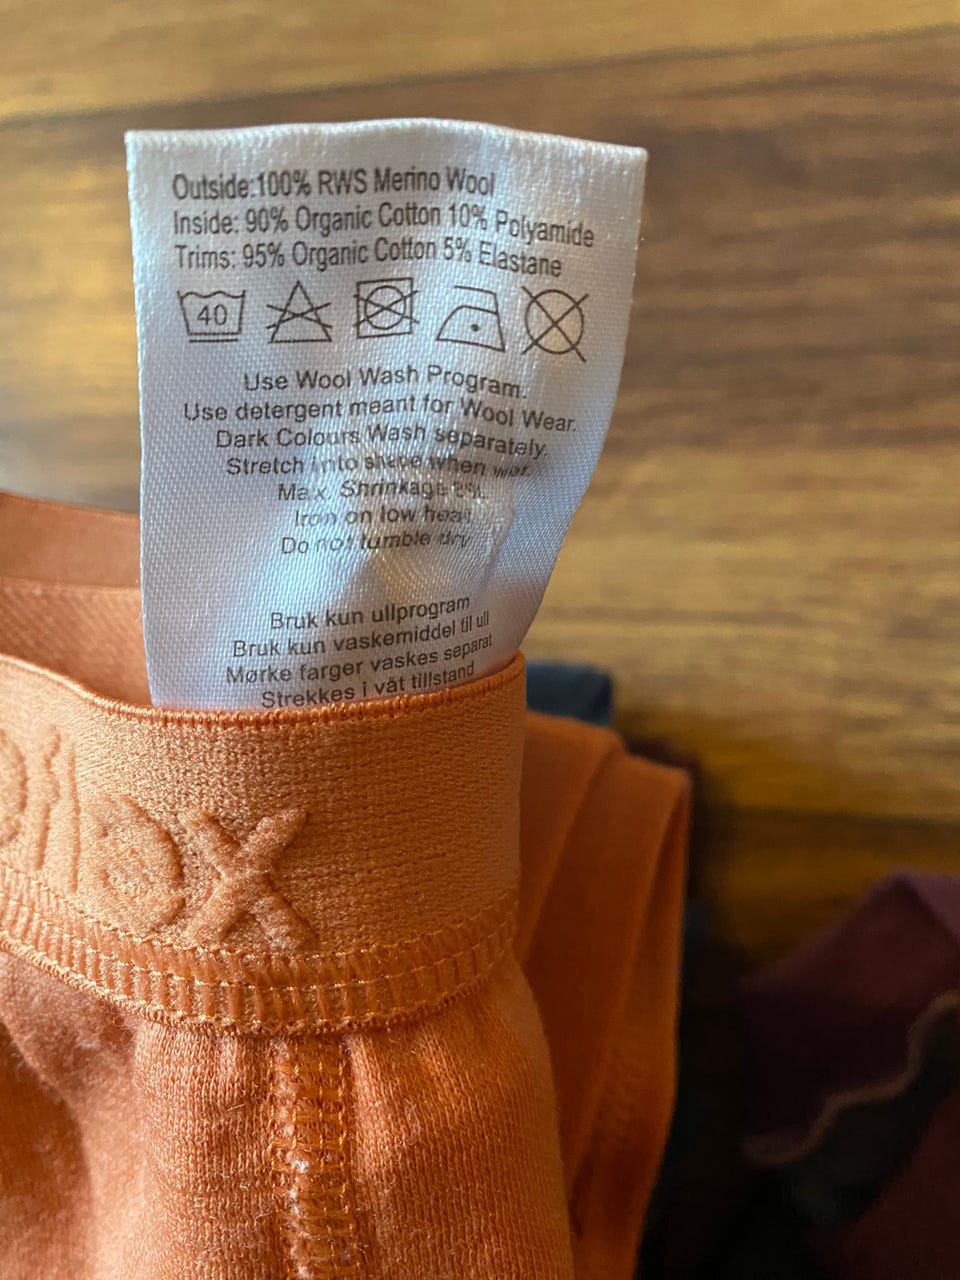 Outside:100% RWS Merino Wool
Inside: 90% Organic Cotton 10% Polyamide
Trims: 95% Organic Cotton 5% Elastane
40
Use Wool Wash Program.
Use detergent meant for Wool Wear.
Dark Colours Wash separately.
Stretch into shape when wet.
Max. Shrinkage
Iron on low heat
Do not tumble dry
Bruk kun ullprogram
Bruk kun vaskemiddel til ull
Mørke farger vaskes separat
Strekkes i våt tillstand